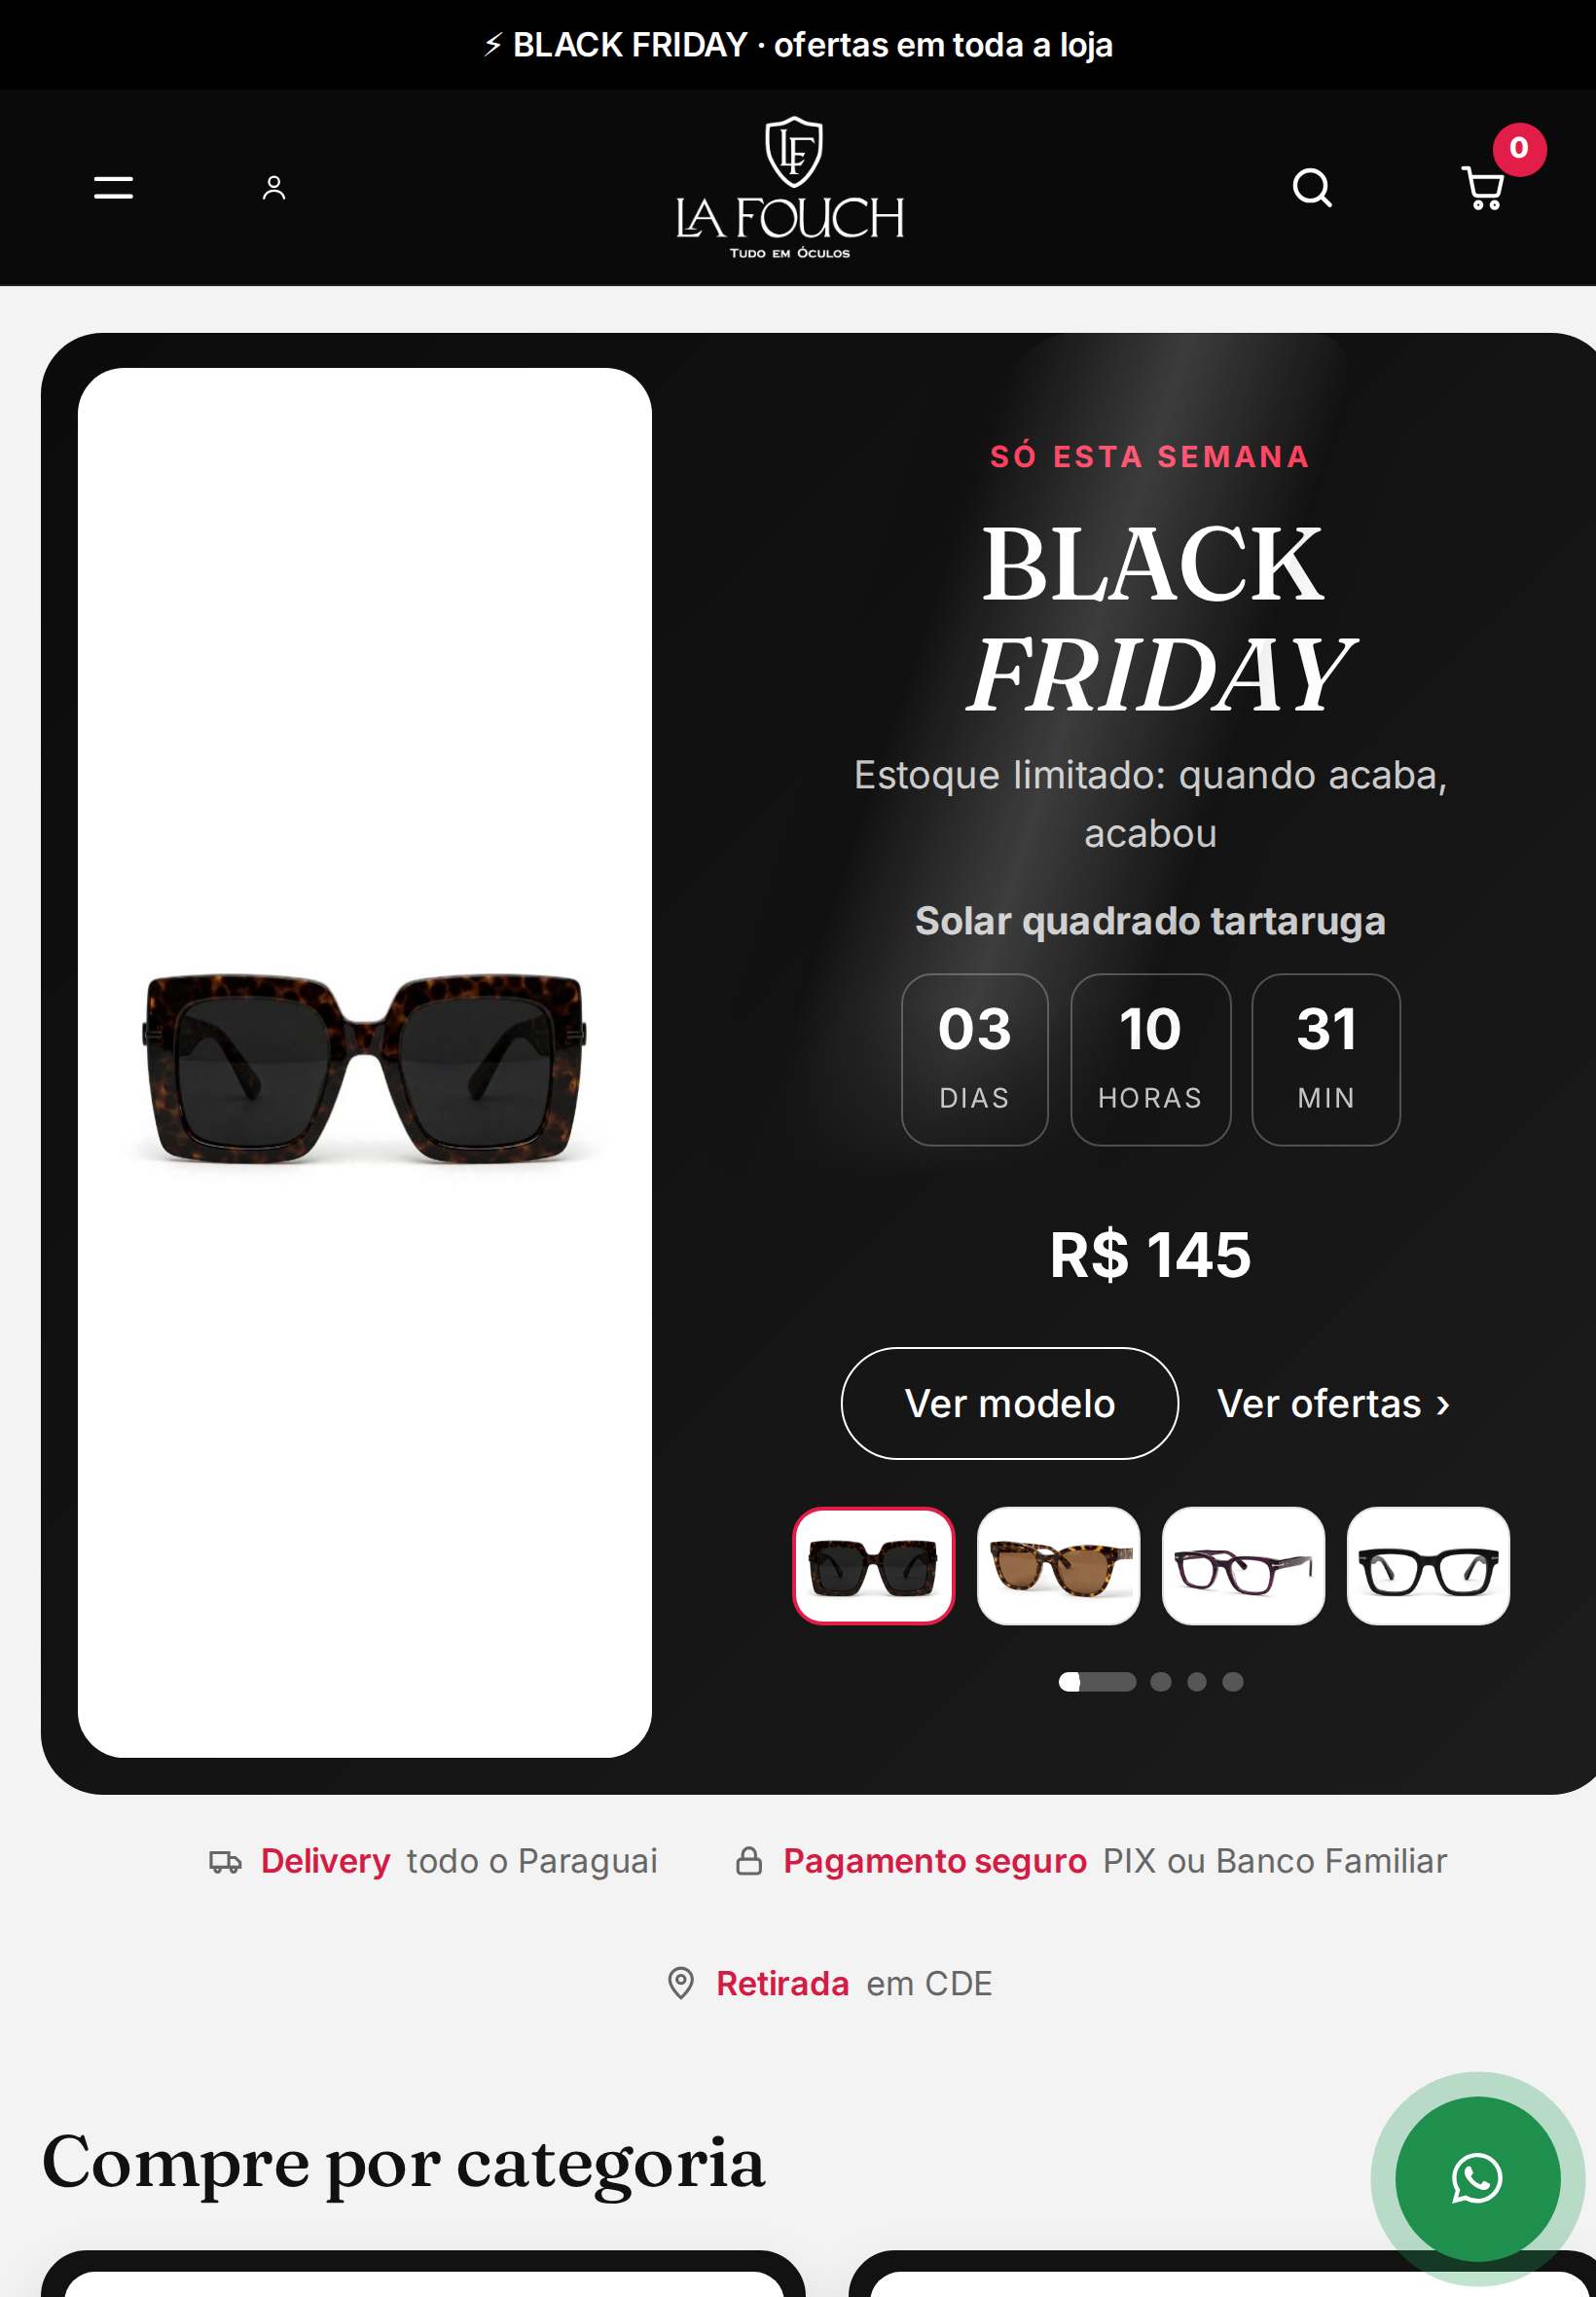 ⚡ BLACK FRIDAY · ofertas em toda a loja
0
LF
LA FOUCH
Tudo em Óculos
SÓ ESTA SEMANA
BLACK
FRIDAY
Estoque limitado: quando acaba,
acabou
Solar quadrado tartaruga
03 10 31
DIAS HORAS MIN
R$ 145
Ver modelo Ver ofertas ›
Delivery todo o Paraguai Pagamento seguro PIX ou Banco Familiar
Retirada em CDE
Compre por categoria